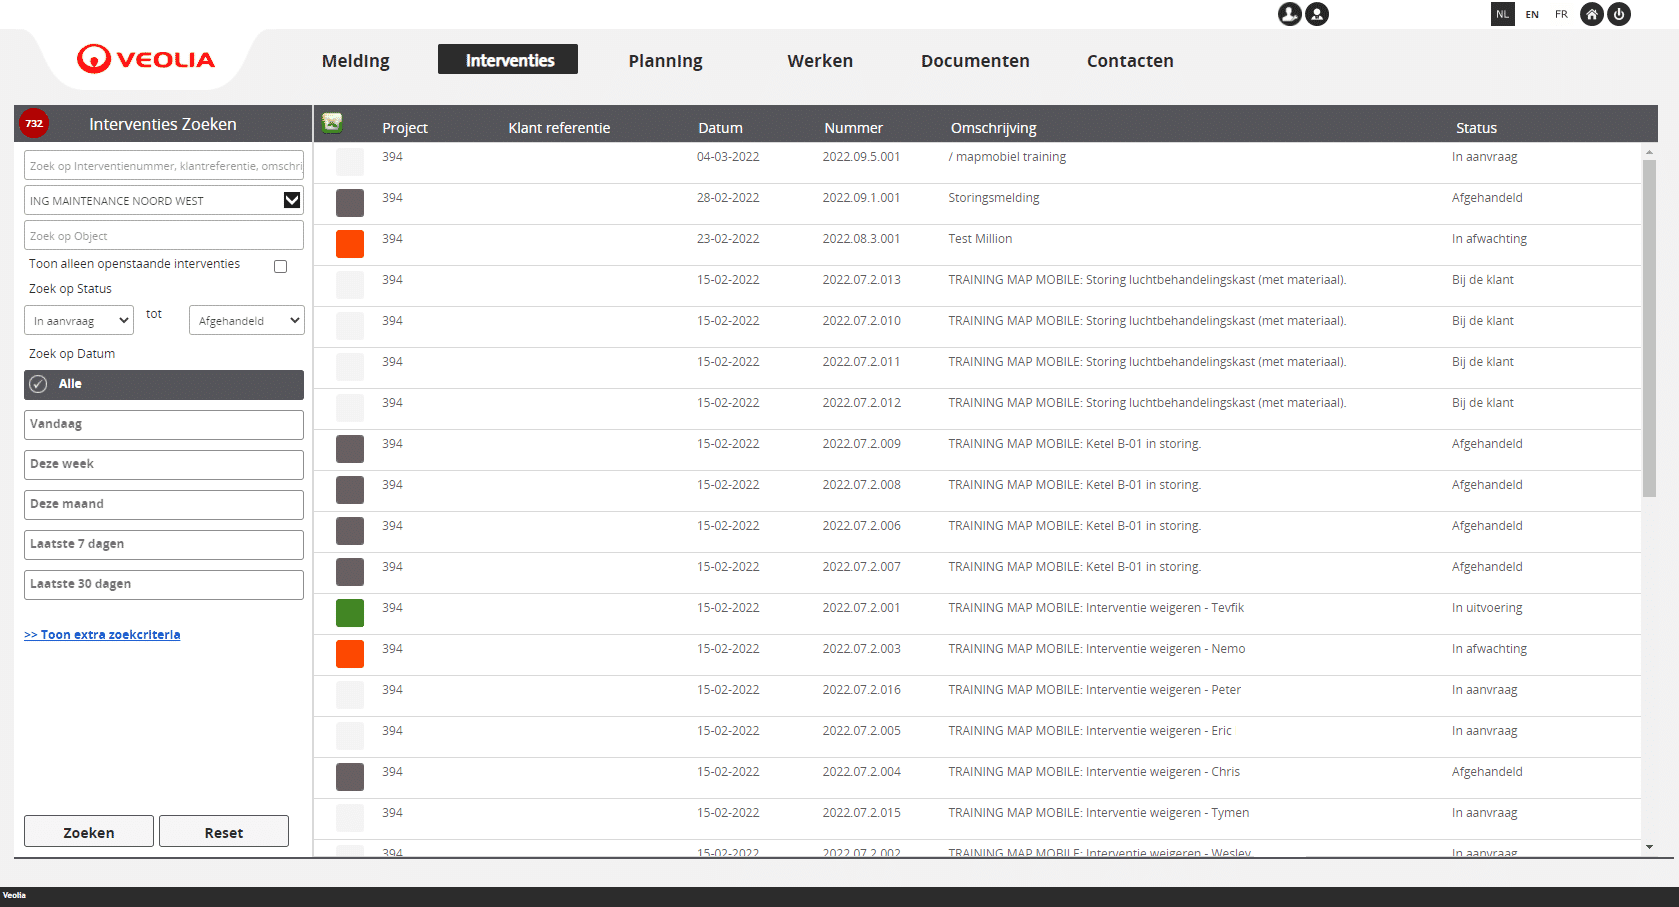 NL EN FR
VEOLIA
Melding Interventies Planning Werken Documenten Contacten
732 Interventies Zoeken
Zoek op Interventienummer, klantreferentie, omschri
ING MAINTENANCE NOORD WEST
Zoek op Object
Toon alleen openstaande interventies
Zoek op Status
In aanvraag tot Afgehandeld
Zoek op Datum
Alle
Vandaag
Deze week
Deze maand
Laatste 7 dagen
Laatste 30 dagen
>> Toon extra zoekcriteria
Zoeken Reset
Project Klant referentie Datum Nummer Omschrijving Status
394 04-03-2022 2022.09.5.001 / mapmobiel training In aanvraag
394 28-02-2022 2022.09.1.001 Storingsmelding Afgehandeld
394 23-02-2022 2022.08.3.001 Test Million In afwachting
394 15-02-2022 2022.07.2.013 TRAINING MAP MOBILE: Storing luchtbehandelingskast (met materiaal). Bij de klant
394 15-02-2022 2022.07.2.010 TRAINING MAP MOBILE: Storing luchtbehandelingskast (met materiaal). Bij de klant
394 15-02-2022 2022.07.2.011 TRAINING MAP MOBILE: Storing luchtbehandelingskast (met materiaal). Bij de klant
394 15-02-2022 2022.07.2.012 TRAINING MAP MOBILE: Storing luchtbehandelingskast (met materiaal). Bij de klant
394 15-02-2022 2022.07.2.009 TRAINING MAP MOBILE: Ketel B-01 in storing. Afgehandeld
394 15-02-2022 2022.07.2.008 TRAINING MAP MOBILE: Ketel B-01 in storing. Afgehandeld
394 15-02-2022 2022.07.2.006 TRAINING MAP MOBILE: Ketel B-01 in storing. Afgehandeld
394 15-02-2022 2022.07.2.007 TRAINING MAP MOBILE: Ketel B-01 in storing. Afgehandeld
394 15-02-2022 2022.07.2.001 TRAINING MAP MOBILE: Interventie weigeren - Tevfik In uitvoering
394 15-02-2022 2022.07.2.003 TRAINING MAP MOBILE: Interventie weigeren - Nemo In afwachting
394 15-02-2022 2022.07.2.016 TRAINING MAP MOBILE: Interventie weigeren - Peter In aanvraag
394 15-02-2022 2022.07.2.005 TRAINING MAP MOBILE: Interventie weigeren - Eric In aanvraag
394 15-02-2022 2022.07.2.004 TRAINING MAP MOBILE: Interventie weigeren - Chris Afgehandeld
394 15-02-2022 2022.07.2.015 TRAINING MAP MOBILE: Interventie weigeren - Tymen In aanvraag
394 15-02-2022 2022.07.2.002 TRAINING MAP MOBILE: Interventie weigeren - Wesley In aanvraag
Veolia